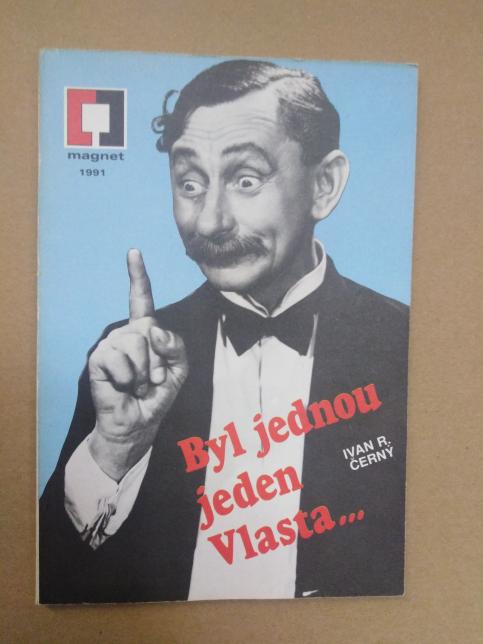 magnet
1991
Byl jednou
jeden
Vlasta...
IVAN R.
ČERNÝ